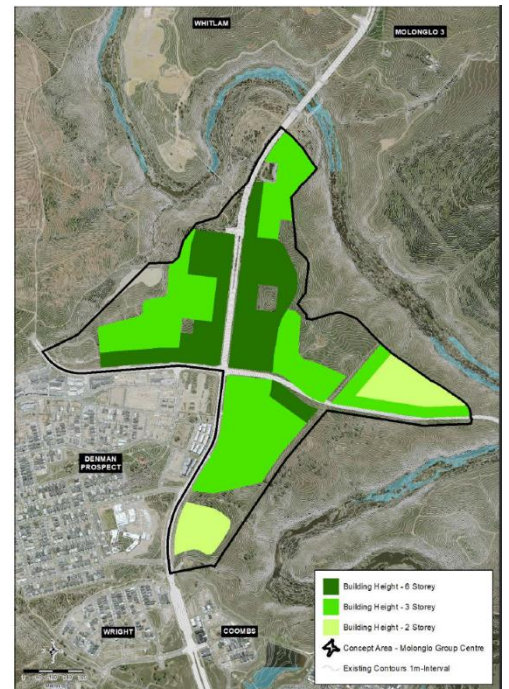 WHITLAM
MOLONGLO 3
DENMAN
PROSPECT
WRIGHT
COOMBS
Building Height - 6 Storey
Building Height - 3 Storey
Building Height - 2 Storey
Concept Area - Molonglo Group Centre
Existing Contours 1m-Interval